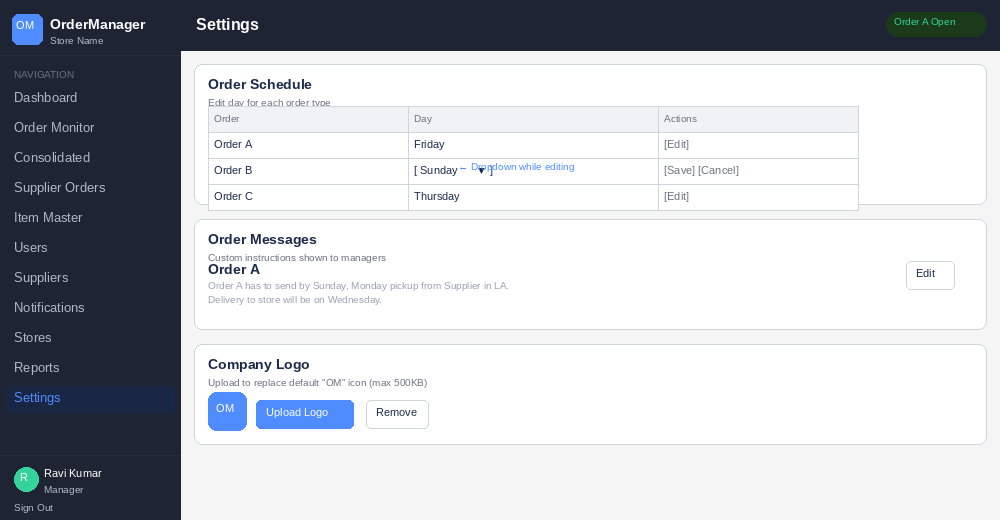 OM
OrderManager
Store Name
NAVIGATION
Dashboard
Order Monitor
Consolidated
Supplier Orders
Item Master
Users
Suppliers
Notifications
Stores
Reports
Settings
R
Ravi Kumar
Manager
Sign Out
Settings
Order A Open
Order Schedule
Edit day for each order type
Order Day Actions
Order A Friday [Edit]
Order B [ Sunday ▼ ] ← Dropdown while editing [Save] [Cancel]
Order C Thursday [Edit]
Order Messages
Custom instructions shown to managers
Order A
Order A has to send by Sunday, Monday pickup from Supplier in LA.
Delivery to store will be on Wednesday.
Edit
Company Logo
Upload to replace default "OM" icon (max 500KB)
OM
Upload Logo
Remove